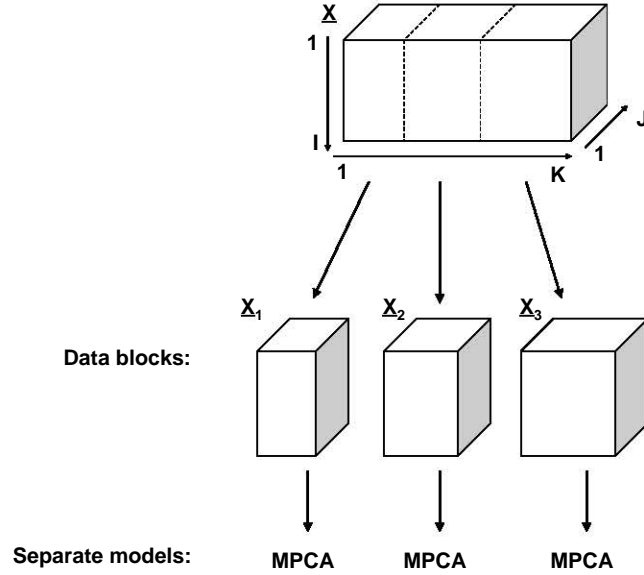 X
1
I
J
1
1
K
X1
X2
X3
Data blocks:
Separate models:
MPCA
MPCA
MPCA